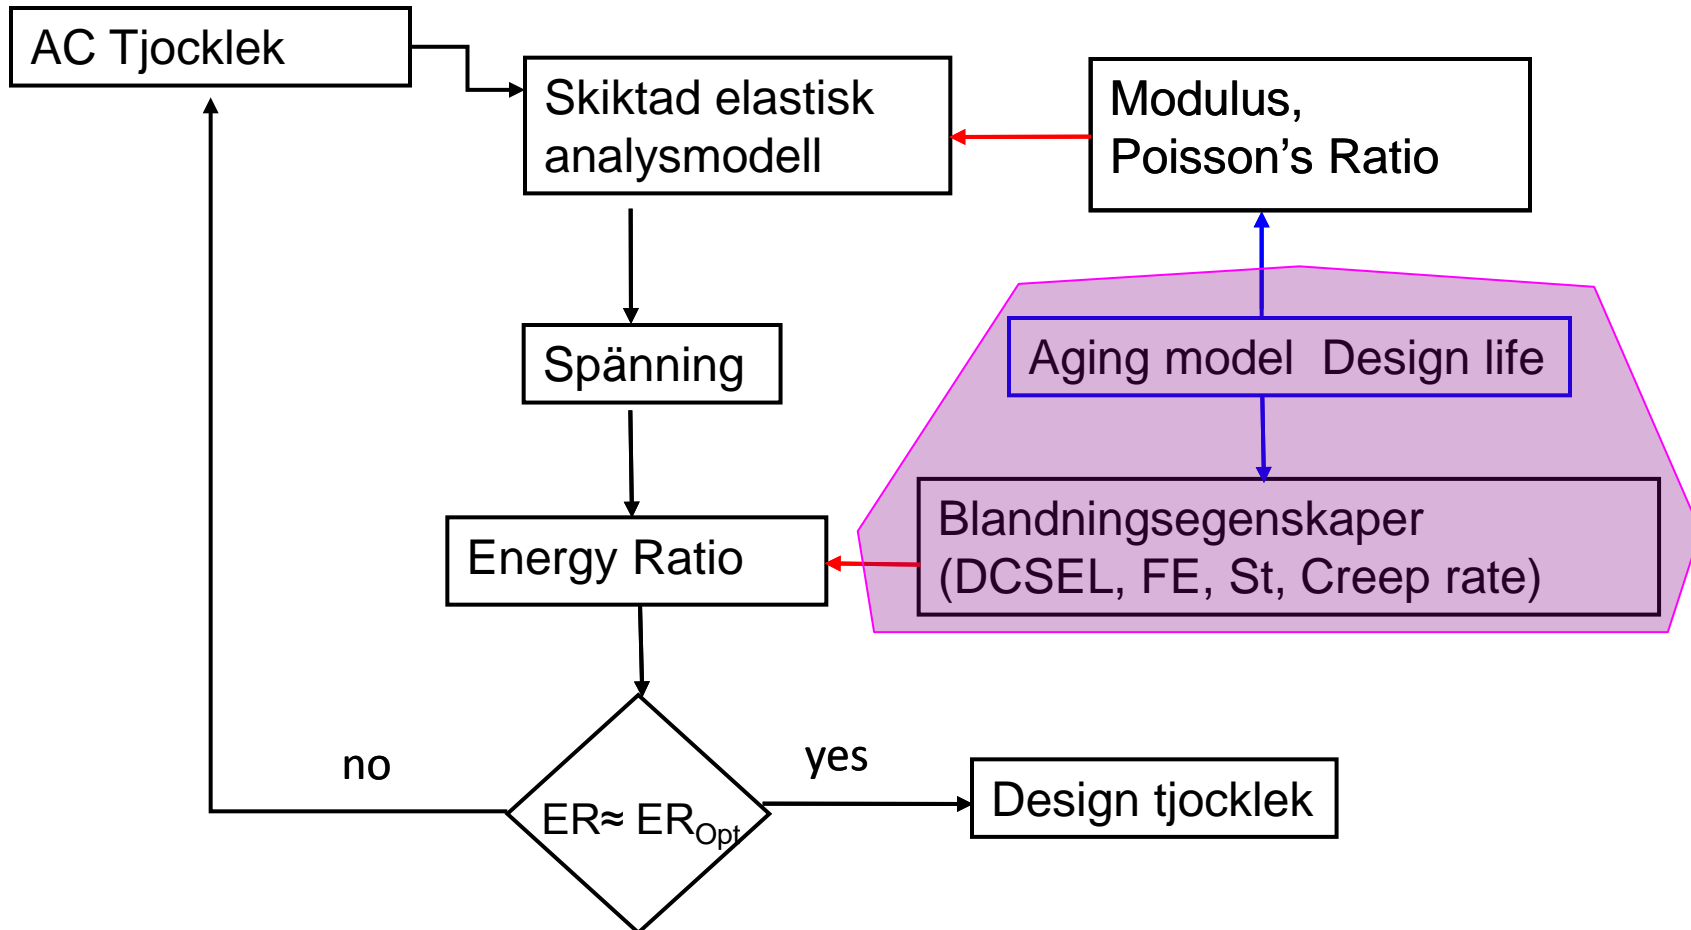 AC Tjocklek
Skiktad elastisk
analysmodell
Modulus,
Poisson’s Ratio
Spänning
Aging model  Design life
Energy Ratio
Blandningsegenskaper
(DCSEL, FE, St, Creep rate)
no
yes
ER≈ ER_Opt
Design tjocklek